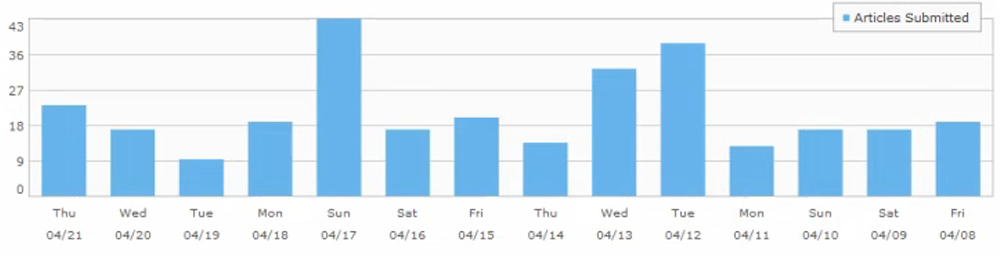 Articles Submitted
43
36
27
18
9
0
Thu Wed Tue Mon Sun Sat Fri Thu Wed Tue Mon Sun Sat Fri
04/21 04/20 04/19 04/18 04/17 04/16 04/15 04/14 04/13 04/12 04/11 04/10 04/09 04/08